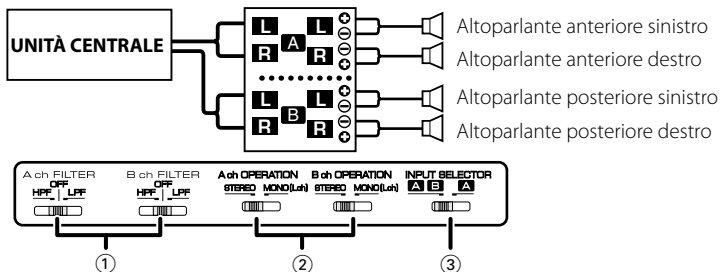 UNITÀ CENTRALE
L L
R A R
L L
R B R
⊕
⊖
⊖
⊕
⊕
⊖
⊖
⊕
Altoparlante anteriore sinistro
Altoparlante anteriore destro
Altoparlante posteriore sinistro
Altoparlante posteriore destro
A ch FILTER
OFF
HPF LPF
B ch FILTER
OFF
HPF LPF
A ch OPERATION
STEREO MONO(Lch)
B ch OPERATION
STEREO MONO(Lch)
INPUT SELECTOR
A B A
① ② ③